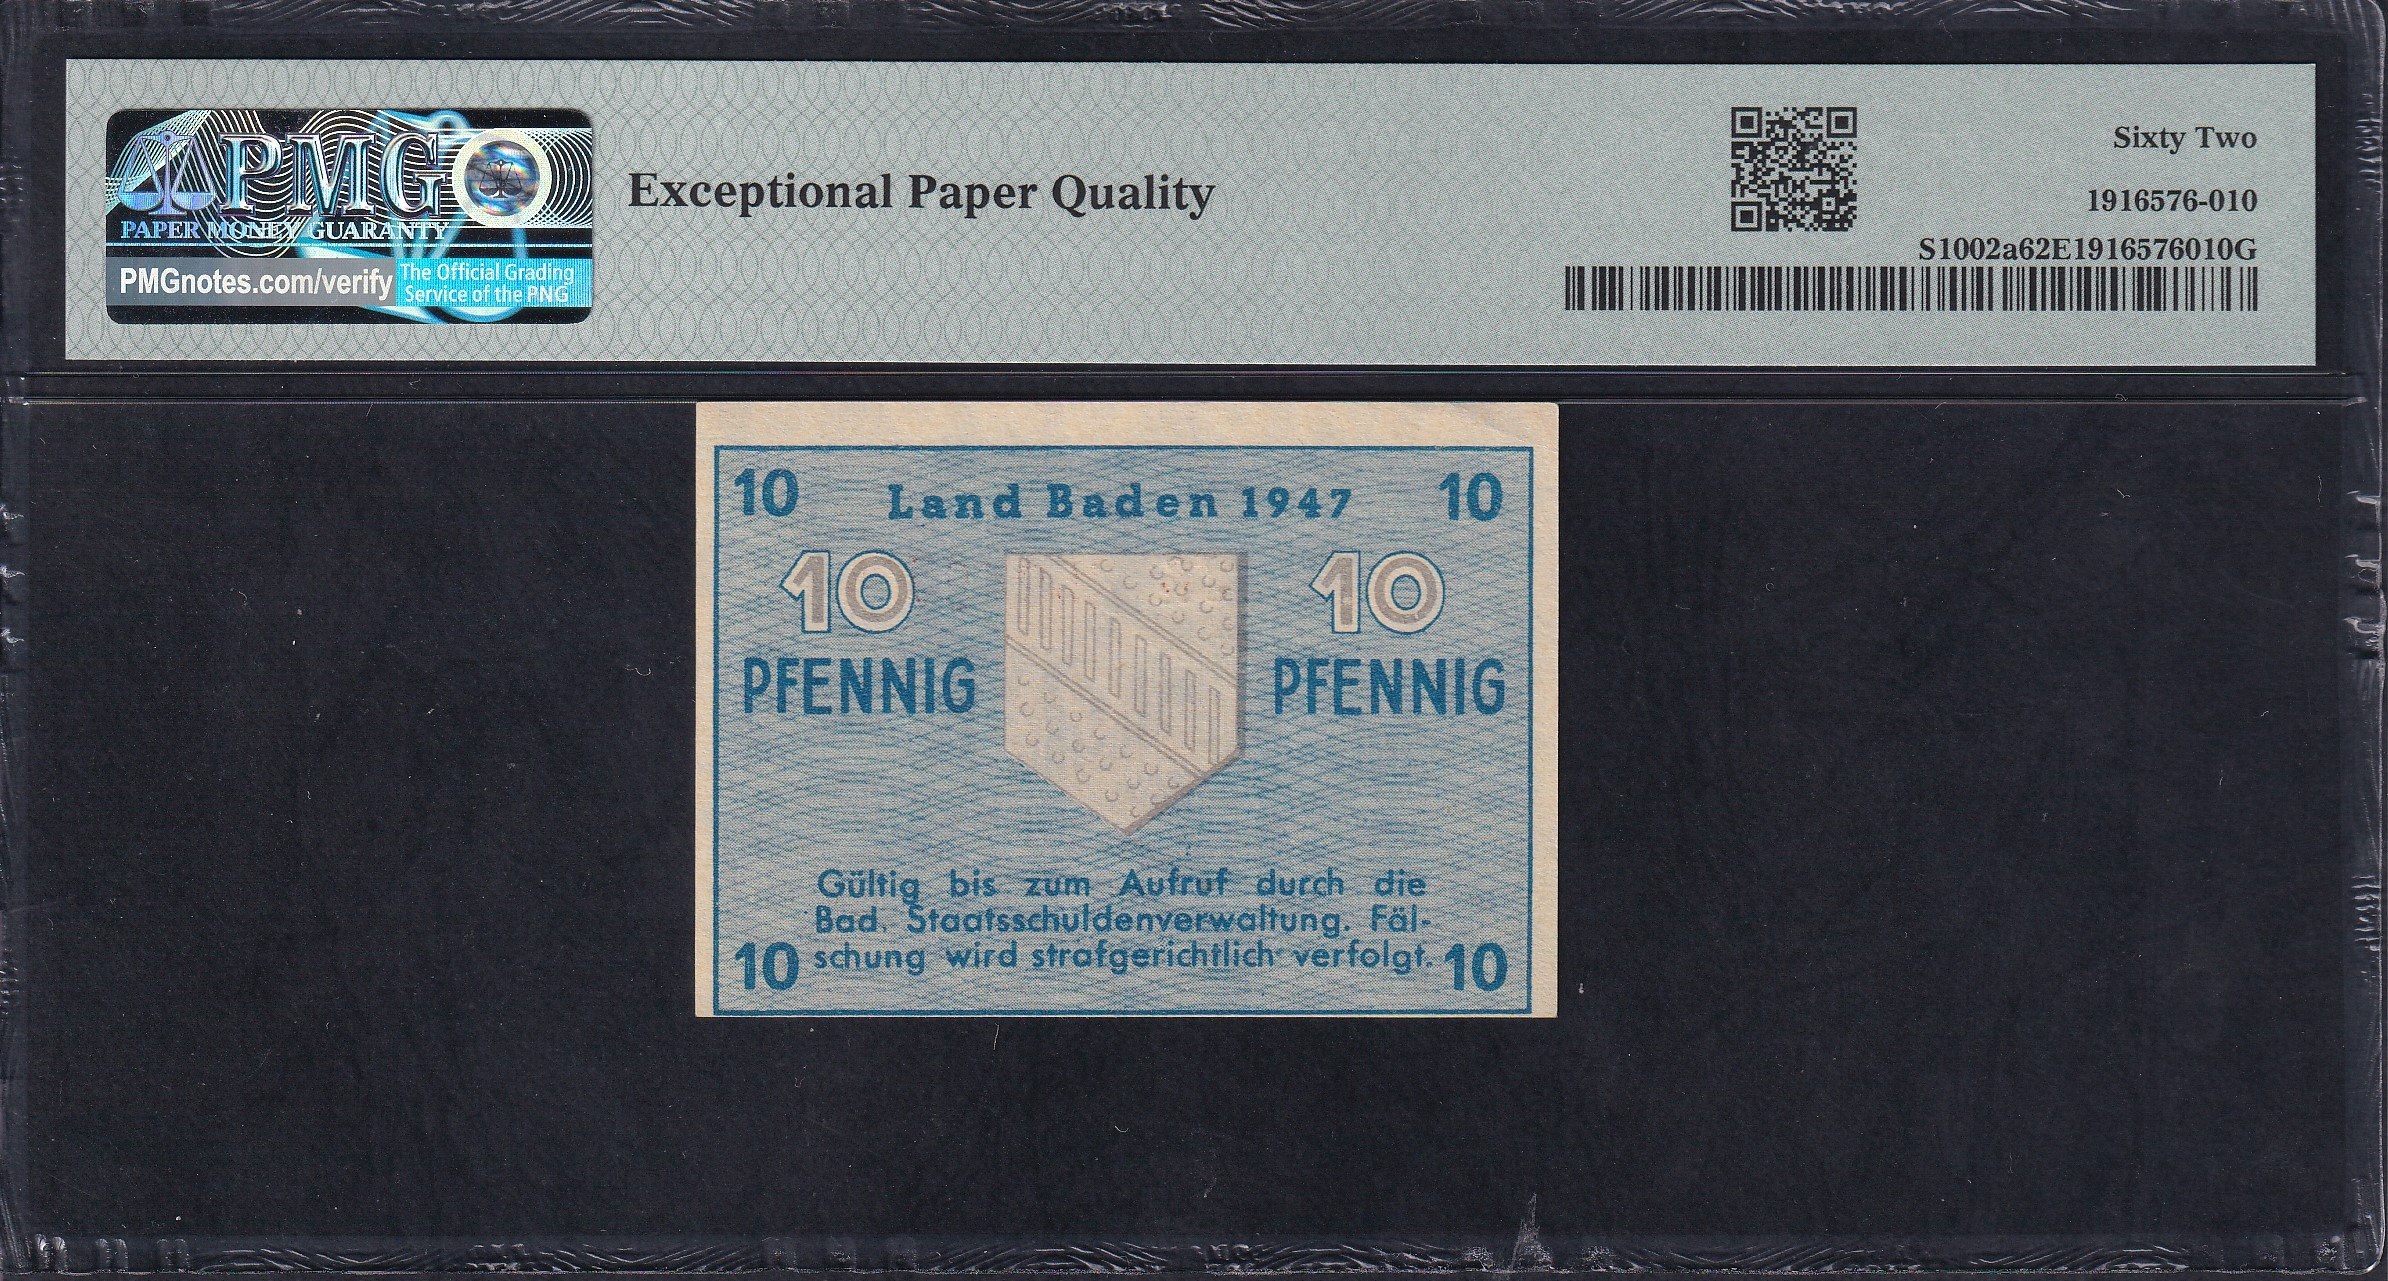 PMG
PAPER MONEY GUARANTY
PMGnotes.com/verify
The Official Grading
Service of the PNG
Exceptional Paper Quality
Sixty Two
1916576-010
S1002a62E1916576010G
10 Land Baden 1947 10
10 10
PFENNIG PFENNIG
Gültig bis zum Aufruf durch die
Bad. Staatsschuldenverwaltung. Fäl-
10 schung wird strafgerichtlich verfolgt. 10